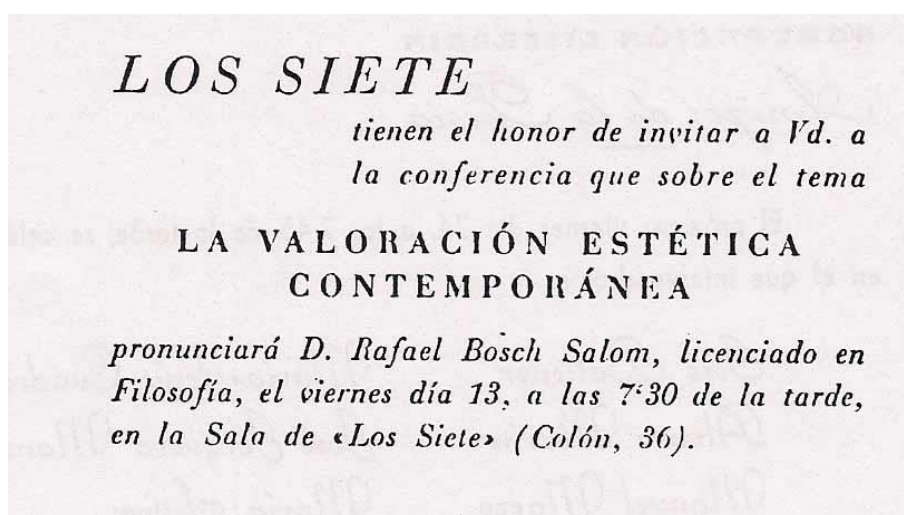 LOS SIETE
tienen el honor de invitar a Vd. a
la conferencia que sobre el tema
LA VALORACIÓN ESTÉTICA
CONTEMPORÁNEA
pronunciará D. Rafael Bosch Salom, licenciado en
Filosofía, el viernes día 13, a las 7‘30 de la tarde,
en la Sala de «Los Siete» (Colón, 36).